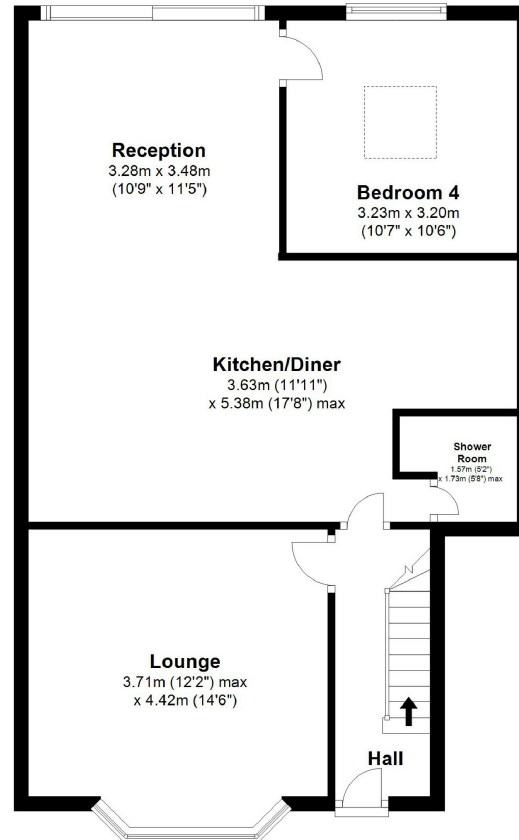 Reception
3.28m x 3.48m
(10'9" x 11'5")
Bedroom 4
3.23m x 3.20m
(10'7" x 10'6")
Kitchen/Diner
3.63m (11'11")
x 5.38m (17'8") max
Shower
Room
1.57m (5'2")
x 1.73m (5'8") max
Lounge
3.71m (12'2") max
x 4.42m (14'6")
Hall